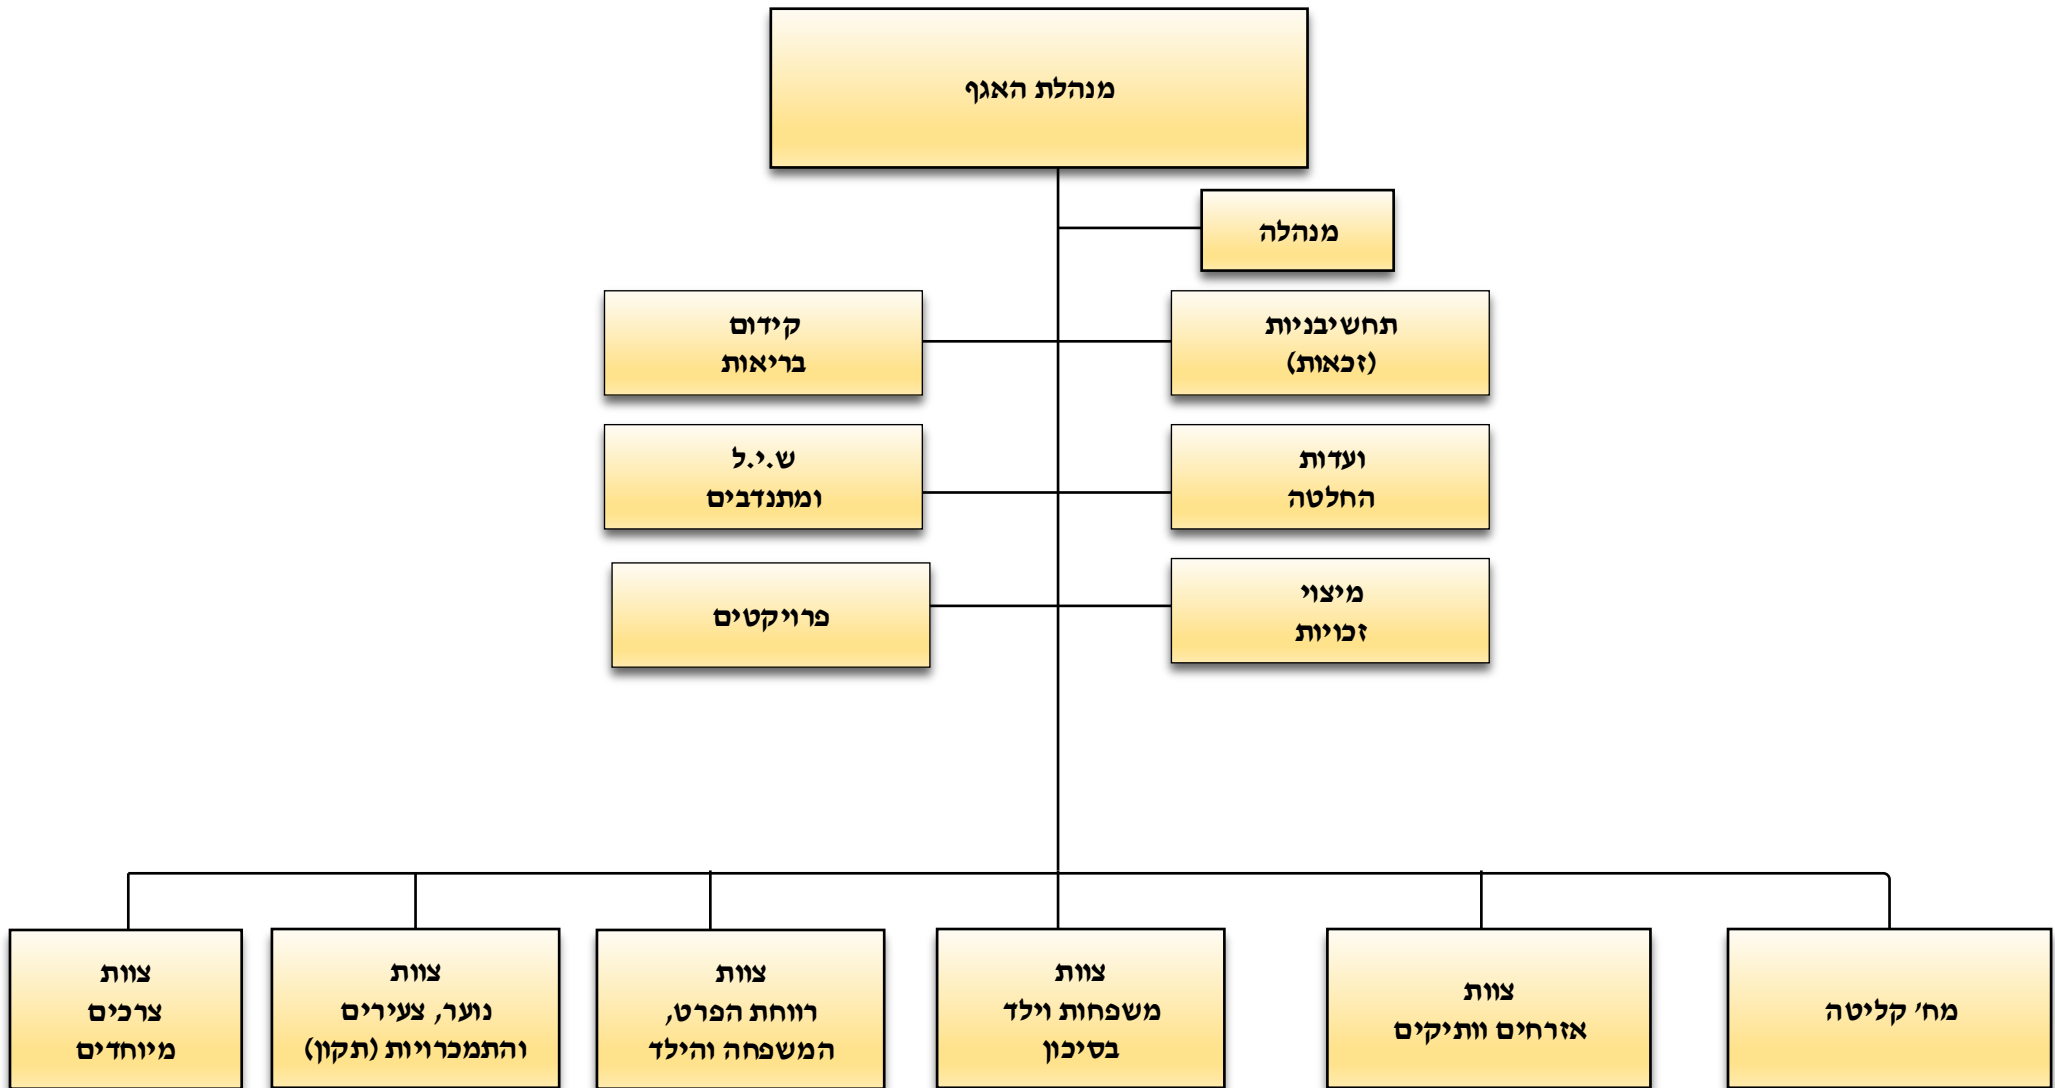 מנהלת האגף
מנהלה
תחשיבניות
(זכאות)
קידום
בריאות
ועדות
החלטה
ש.י.ל
ומתנדבים
מיצוי
זכויות
פרויקטים
מח' קליטה
צוות
אזרחים וותיקים
צוות
משפחות וילד
בסיכון
צוות
רווחת הפרט,
המשפחה והילד
צוות
נוער, צעירים
והתמכרויות (תקון)
צוות
צרכים
מיוחדים